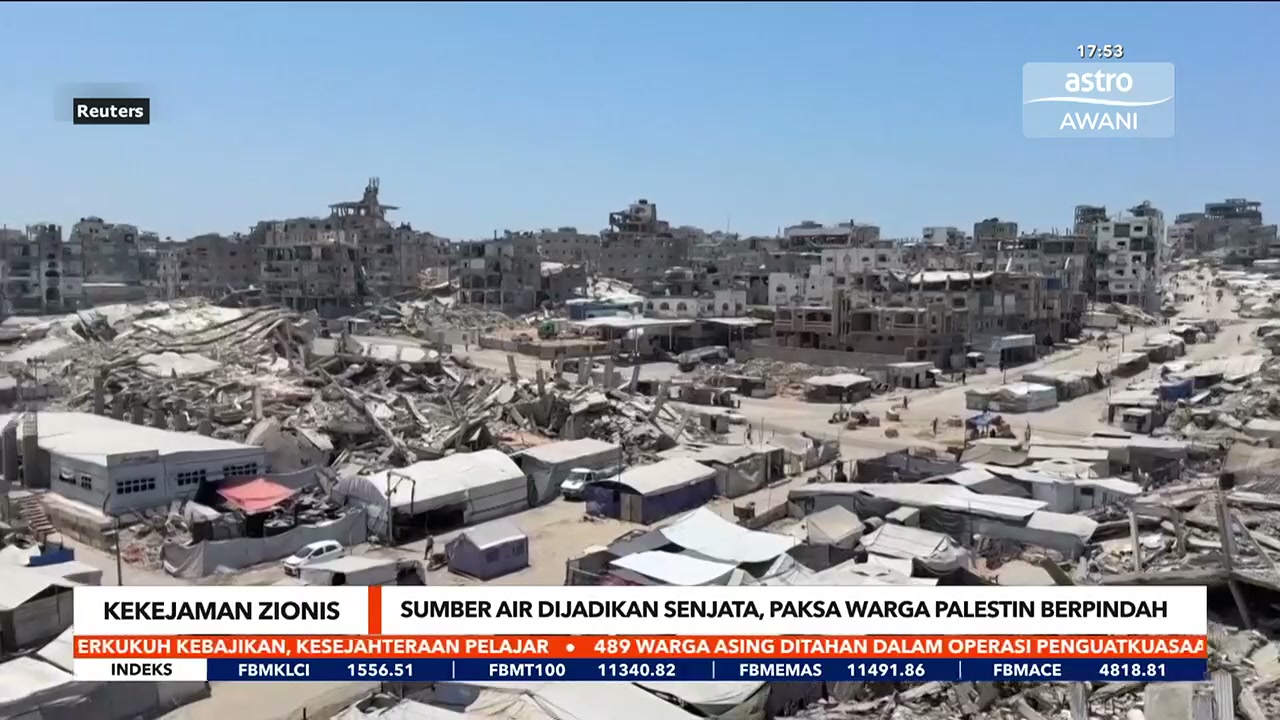 17:53
astro
AWANI
Reuters
KEKEJAMAN ZIONIS
SUMBER AIR DIJADIKAN SENJATA, PAKSA WARGA PALESTIN BERPINDAH
ERKUKUH KEBAJIKAN, KESEJAHTERAAN PELAJAR • 489 WARGA ASING DITAHAN DALAM OPERASI PENGUATKUASAA
INDEKS FBMKLCI 1556.51 FBMT100 11340.82 FBMEMAS 11491.86 FBMACE 4818.81